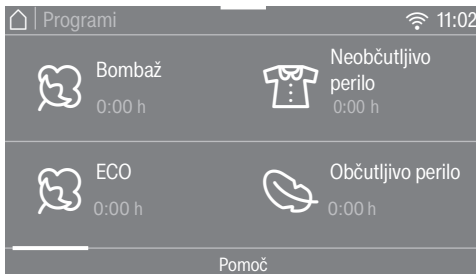 Programi
11:02
Bombaž
0:00 h
Neobčutljivo
perilo
0:00 h
ECO
0:00 h
Občutljivo perilo
0:00 h
Pomoč